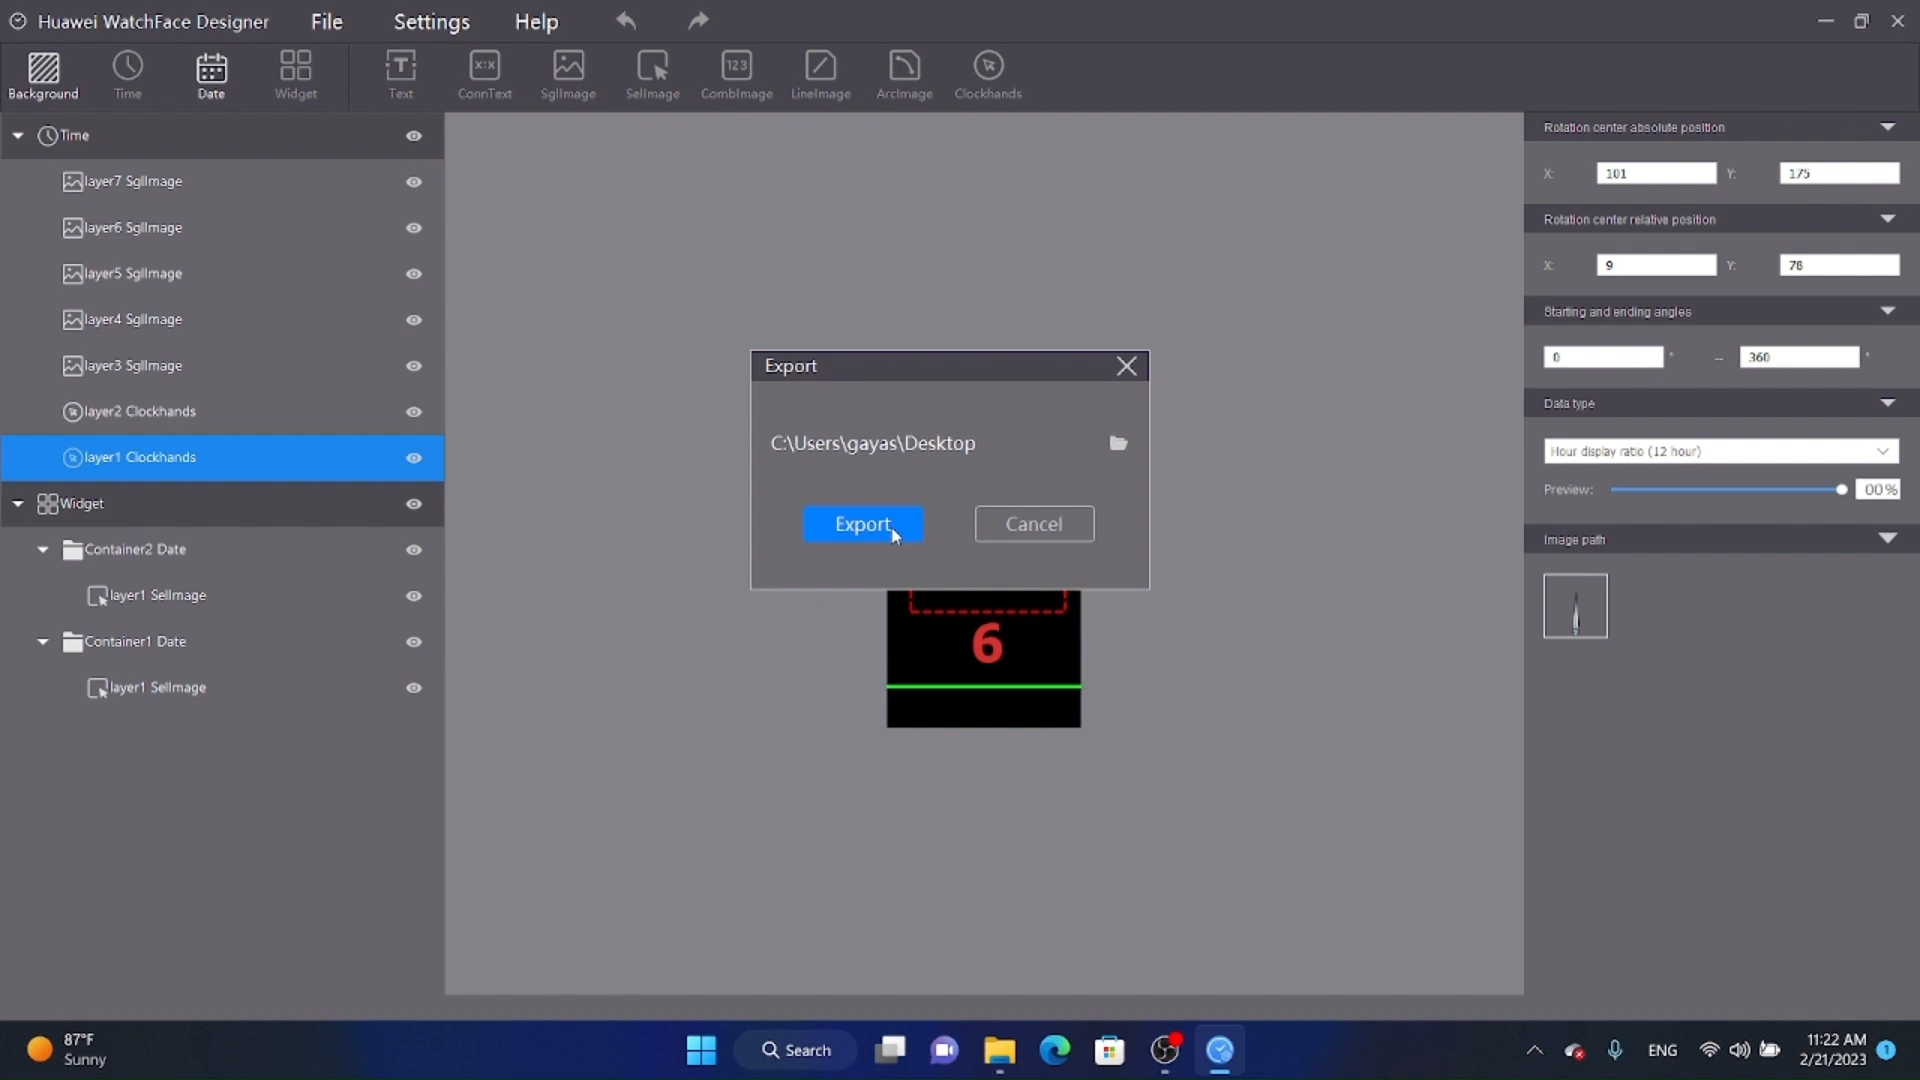 Huawei WatchFace Designer File Settings Help
Background Time Date Widget Text ConnText SglImage SelImage CombImage LineImage ArcImage Clockhands
Time
layer7 SglImage
layer6 SglImage
layer5 SglImage
layer4 SglImage
layer3 SglImage
layer2 Clockhands
layer1 Clockhands
Widget
Container2 Date
layer1 SelImage
Container1 Date
layer1 SelImage
Export
C:\Users\gayas\Desktop
Export Cancel
6
Rotation center absolute position
X: 101 Y: 175
Rotation center relative position
X: 9 Y: 78
Starting and ending angles
0 ° – 360 °
Data type
Hour display ratio (12 hour)
Preview: 00%
Image path
87°F
Sunny
Search
ENG
11:22 AM
2/21/2023
1